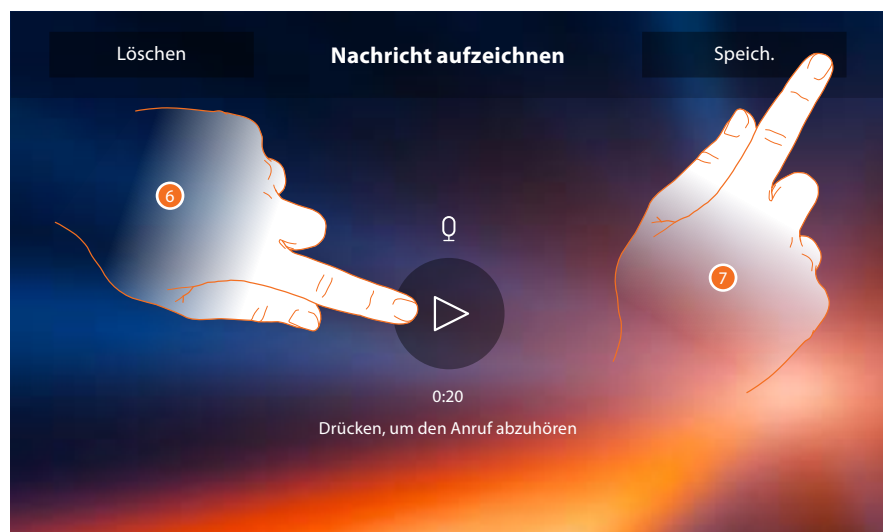 Löschen
Nachricht aufzeichnen
Speich.
6
7
0:20
Drücken, um den Anruf abzuhören